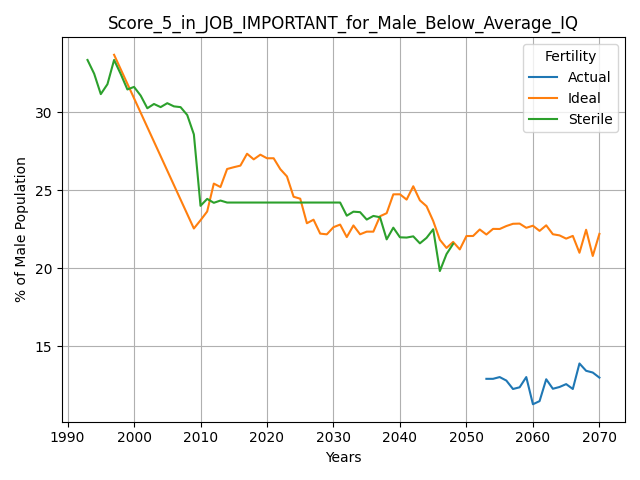 Score_5_in_JOB_IMPORTANT_for_Male_Below_Average_IQ
Fertility
Actual
Ideal
Sterile
% of Male Population
30
25
20
15
1990 2000 2010 2020 2030 2040 2050 2060 2070
Years